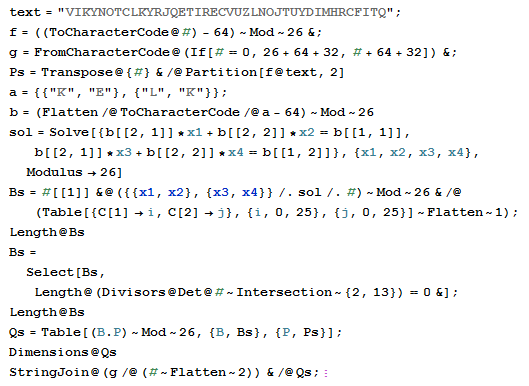 text = "VIKYNOTCLKYRJQETIRECVUZLNOJTUYDIMHRCFITQ";
f = ((ToCharacterCode@#) - 64) ~ Mod ~ 26 &;
g = FromCharacterCode@(If[# = 0, 26 + 64 + 32, # + 64 + 32]) &;
Ps = Transpose@{#} & /@ Partition[f@text, 2]
a = {{"K", "E"}, {"L", "K"}};
b = (Flatten /@ ToCharacterCode /@ a - 64) ~ Mod ~ 26
sol = Solve[{b[[2, 1]] * x1 + b[[2, 2]] * x2 = b[[1, 1]],
b[[2, 1]] * x3 + b[[2, 2]] * x4 = b[[1, 2]]}, {x1, x2, x3, x4},
Modulus → 26]
Bs = #[[1]] & @ ({{x1, x2}, {x3, x4}} /. sol /. #) ~ Mod ~ 26 & /@
(Table[{C[1] → i, C[2] → j}, {i, 0, 25}, {j, 0, 25}] ~ Flatten ~ 1);
Length@Bs
Bs =
Select[Bs,
Length@(Divisors@Det@# ~ Intersection ~ {2, 13}) = 0 &];
Length@Bs
Qs = Table[(B.P) ~ Mod ~ 26, {B, Bs}, {P, Ps}];
Dimensions@Qs
StringJoin@(g /@ (# ~ Flatten ~ 2)) & /@ Qs;